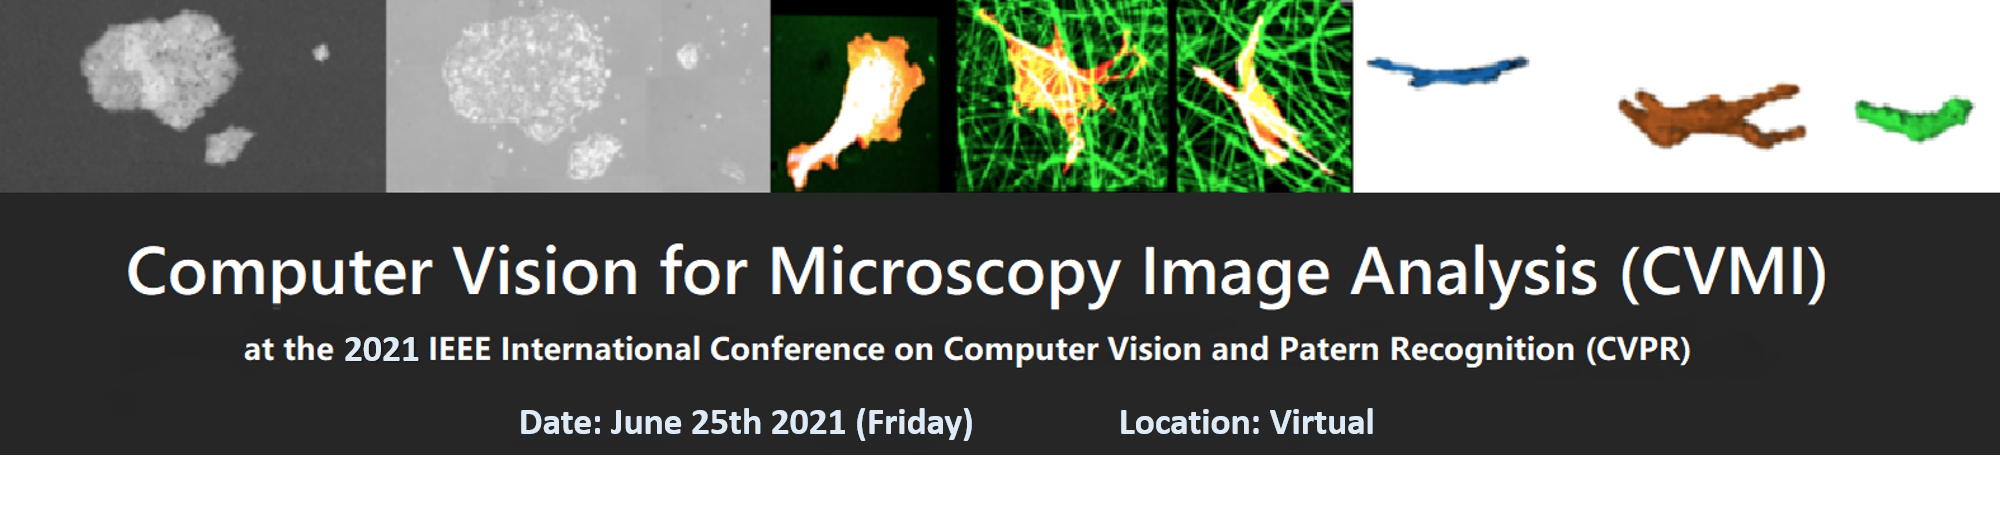 Computer Vision for Microscopy Image Analysis (CVMI)
at the 2021 IEEE International Conference on Computer Vision and Patern Recognition (CVPR)
Date: June 25th 2021 (Friday) Location: Virtual